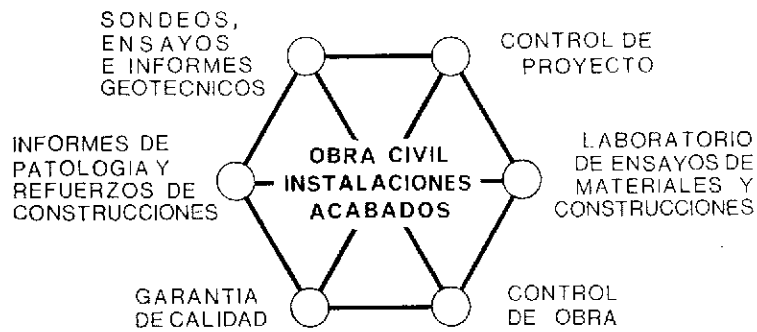 SONDEOS,
ENSAYOS
E INFORMES
GEOTECNICOS
CONTROL DE
PROYECTO
INFORMES DE
PATOLOGIA Y
REFUERZOS DE
CONSTRUCCIONES
OBRA CIVIL
INSTALACIONES
ACABADOS
LABORATORIO
DE ENSAYOS DE
MATERIALES Y
CONSTRUCCIONES
GARANTIA
DE CALIDAD
CONTROL
DE OBRA